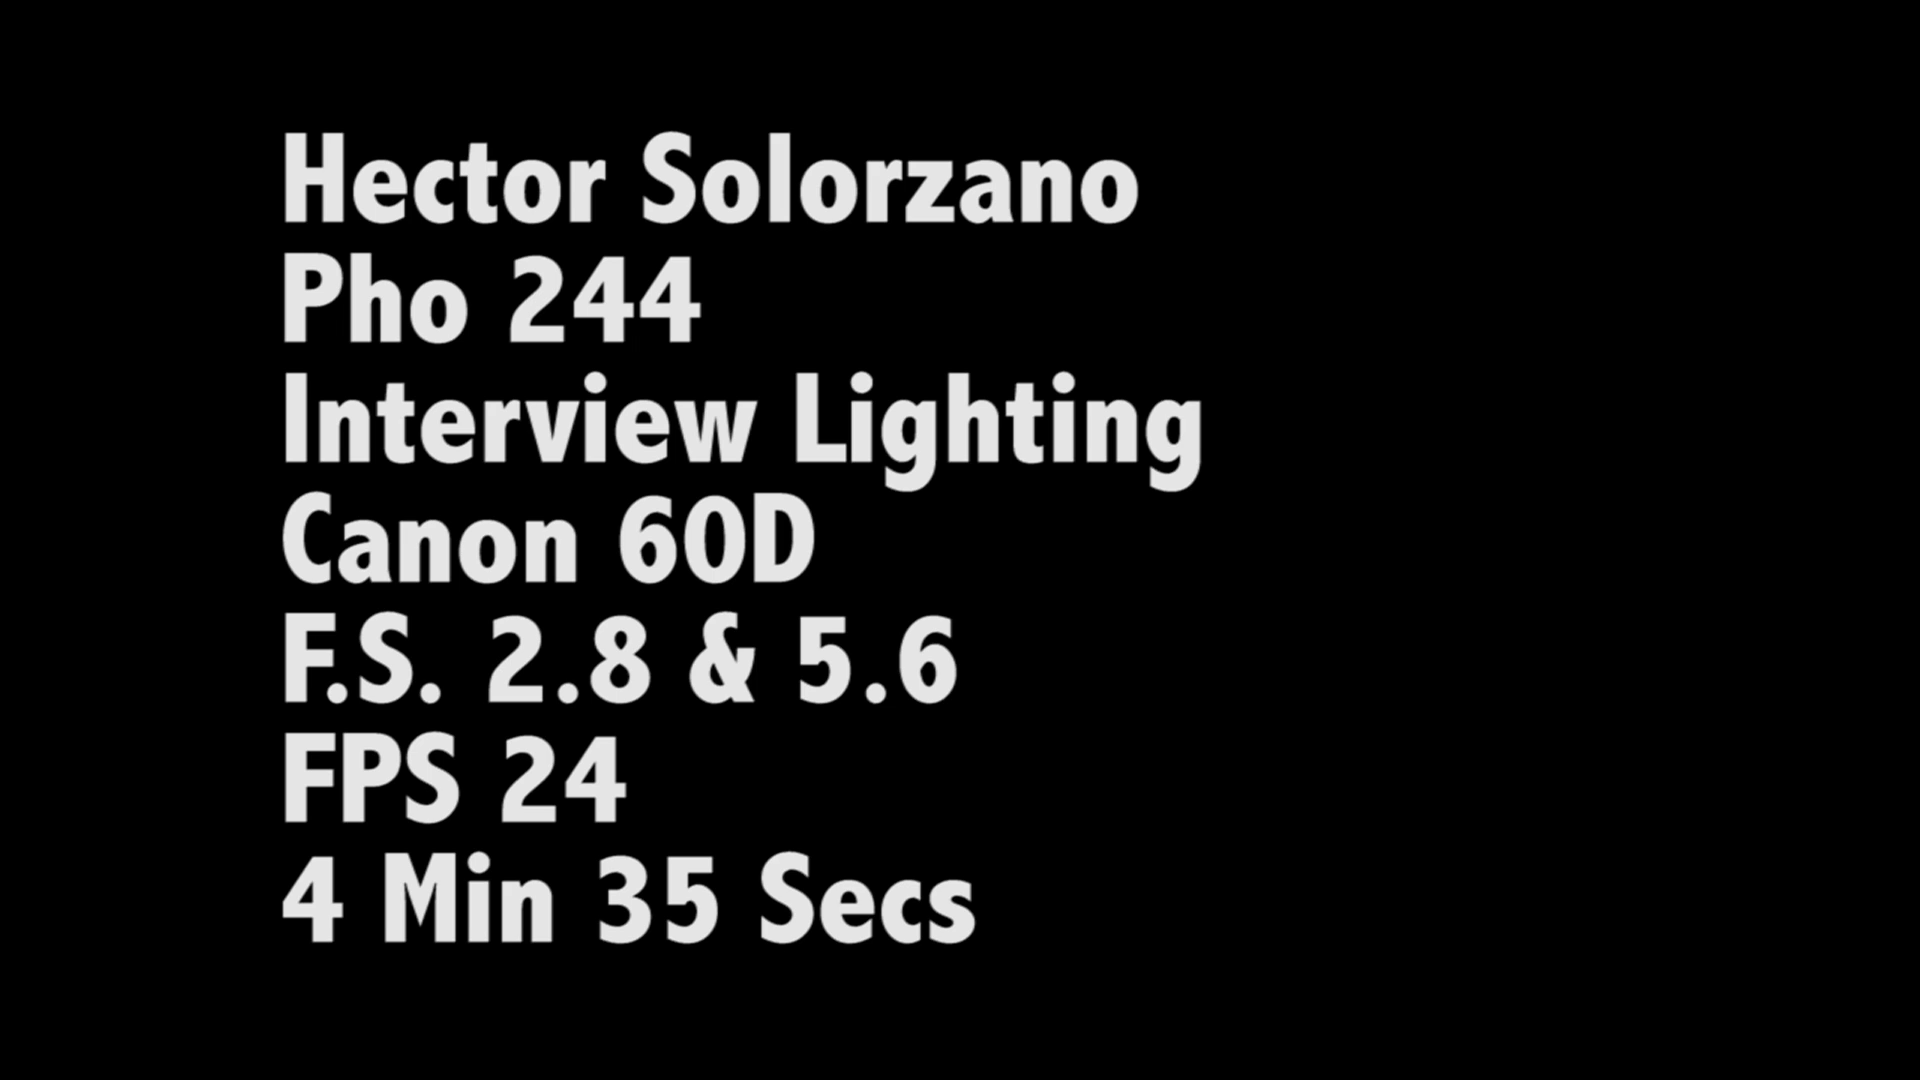 Hector Solorzano
Pho 244
Interview Lighting
Canon 60D
F.S. 2.8 & 5.6
FPS 24
4 Min 35 Secs